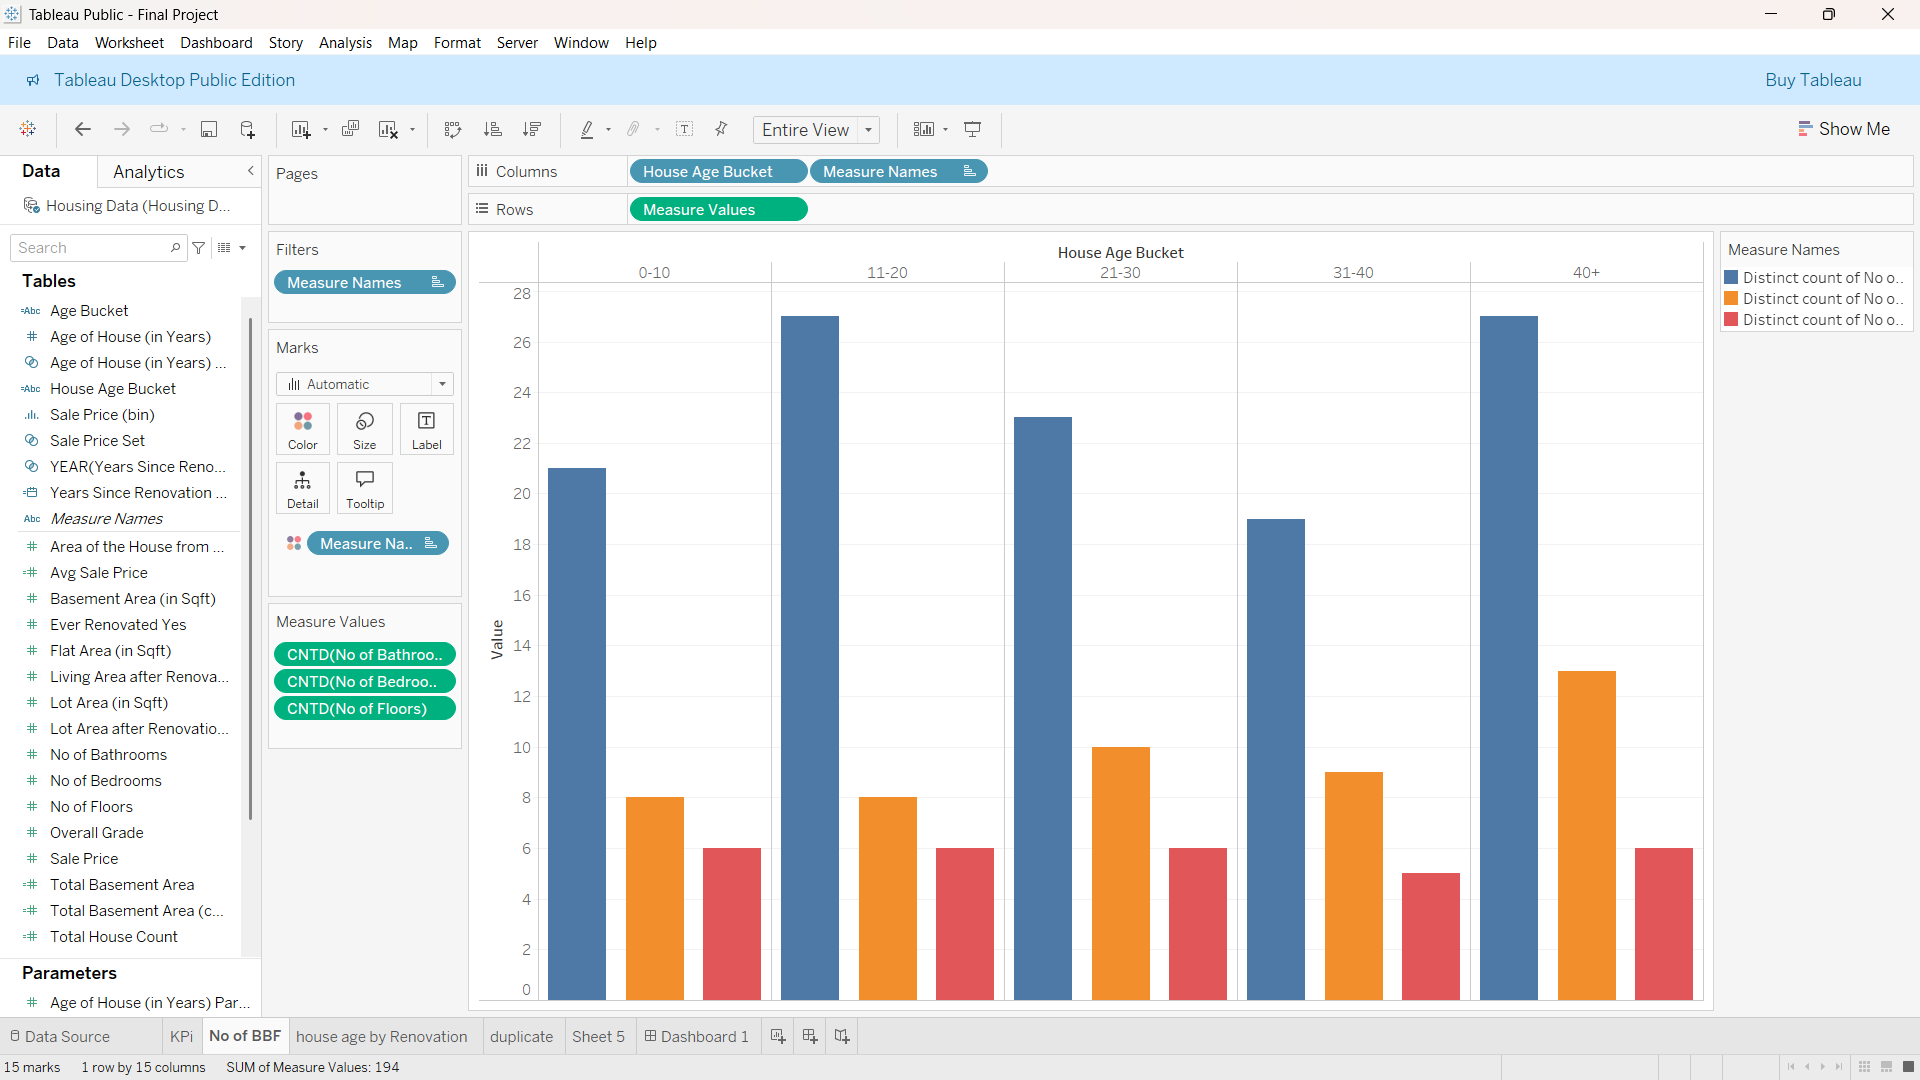 Tableau Public - Final Project
File Data Worksheet Dashboard Story Analysis Map Format Server Window Help
Tableau Desktop Public Edition
Buy Tableau
Entire View
Show Me
Data
Analytics
Housing Data (Housing D...
Search
Tables
Abc Age Bucket
Age of House (in Years)
Age of House (in Years) ...
Abc House Age Bucket
Sale Price (bin)
Sale Price Set
YEAR(Years Since Reno...
Years Since Renovation ...
Abc Measure Names
Area of the House from ...
Avg Sale Price
Basement Area (in Sqft)
Ever Renovated Yes
Flat Area (in Sqft)
Living Area after Renova...
Lot Area (in Sqft)
Lot Area after Renovatio...
No of Bathrooms
No of Bedrooms
No of Floors
Overall Grade
Sale Price
Total Basement Area
Total Basement Area (c...
Total House Count
Parameters
Age of House (in Years) Par...
Pages
Filters
Measure Names
Marks
Automatic
Color
Size
Label
Detail
Tooltip
Measure Na..
Measure Values
CNTD(No of Bathroo..
CNTD(No of Bedroo..
CNTD(No of Floors)
Columns
House Age Bucket
Measure Names
Rows
Measure Values
House Age Bucket
0-10
11-20
21-30
31-40
40+
28
26
24
22
20
18
16
14
12
10
8
6
4
2
0
Value
Measure Names
Distinct count of No o..
Distinct count of No o..
Distinct count of No o..
Data Source
KPi
No of BBF
house age by Renovation
duplicate
Sheet 5
Dashboard 1
15 marks
1 row by 15 columns
SUM of Measure Values: 194